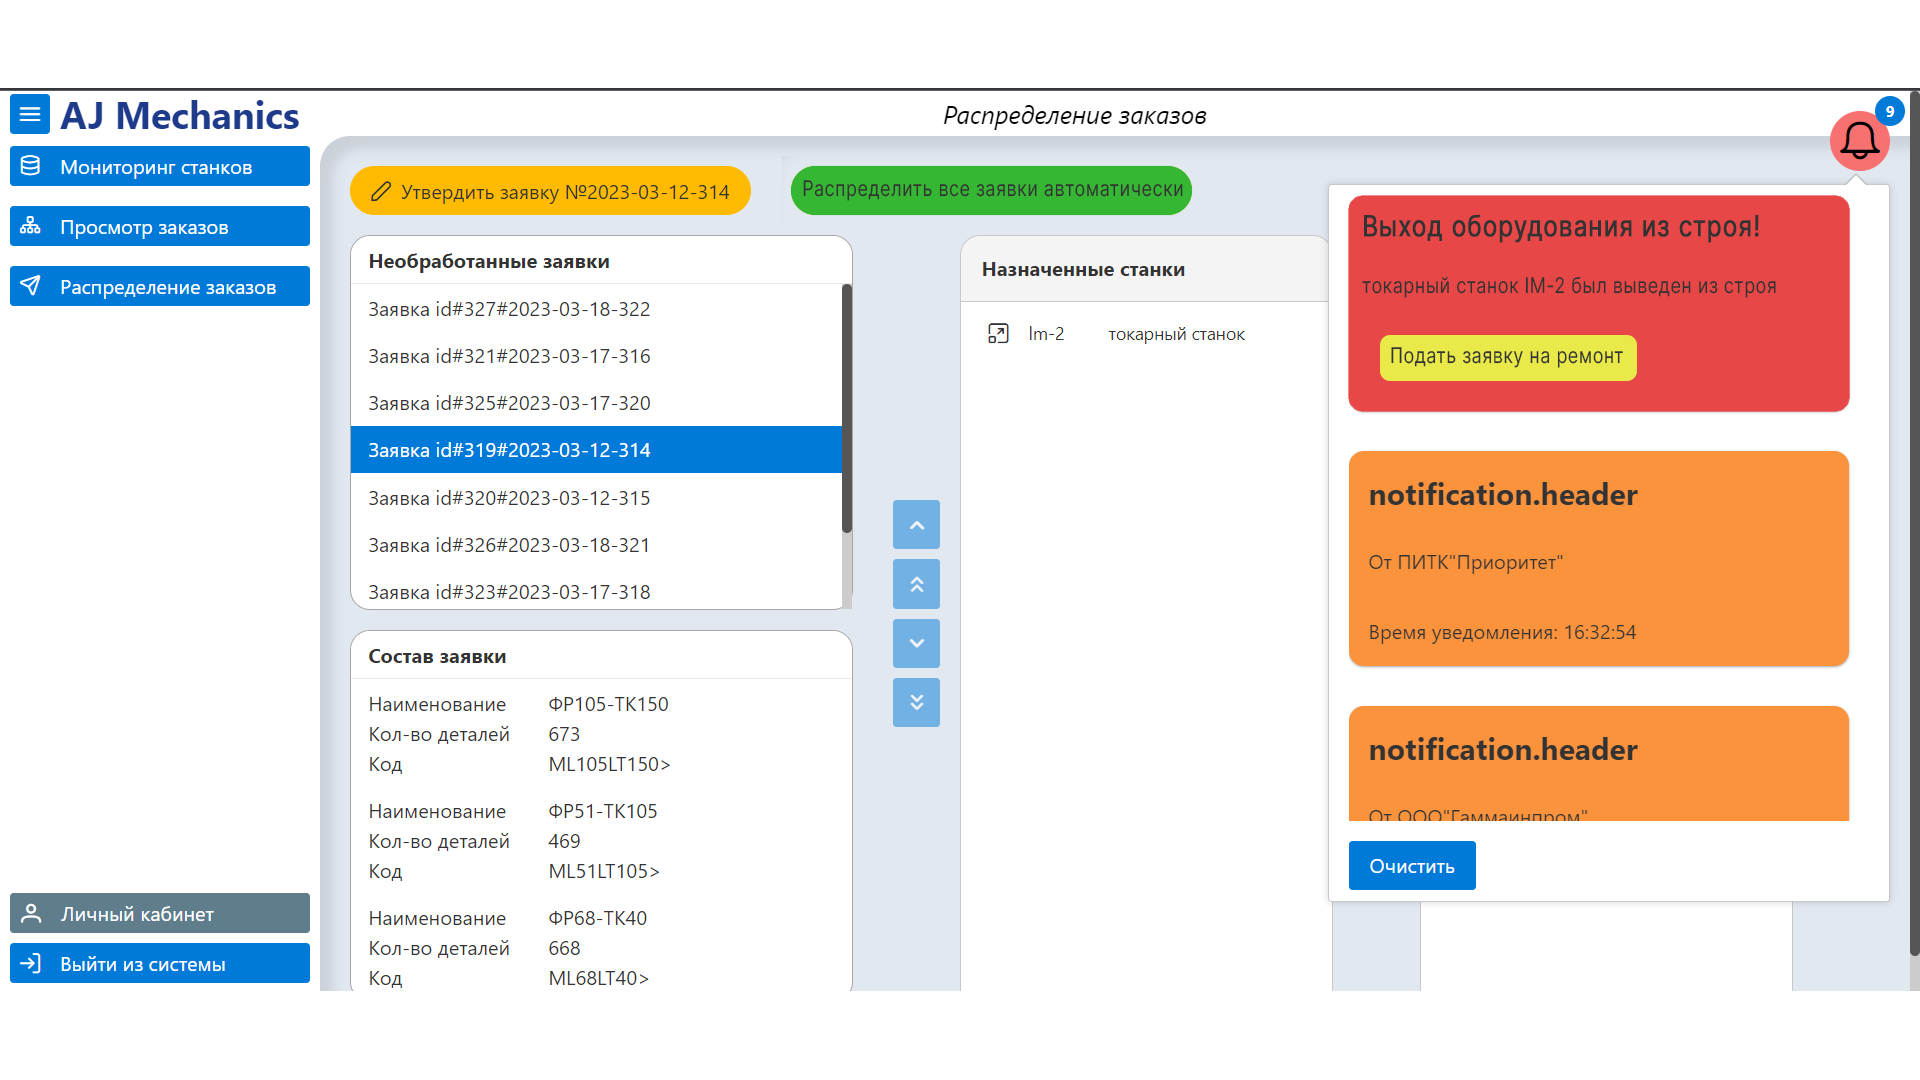 AJ Mechanics
Распределение заказов
9
Мониторинг станков
Просмотр заказов
Распределение заказов
Личный кабинет
Выйти из системы
Утвердить заявку №2023-03-12-314
Распределить все заявки автоматически
Необработанные заявки
Заявка id#327#2023-03-18-322
Заявка id#321#2023-03-17-316
Заявка id#325#2023-03-17-320
Заявка id#319#2023-03-12-314
Заявка id#320#2023-03-12-315
Заявка id#326#2023-03-18-321
Заявка id#323#2023-03-17-318
Состав заявки
Наименование ФР105-ТК150
Кол-во деталей 673
Код ML105LT150>
Наименование ФР51-ТК105
Кол-во деталей 469
Код ML51LT105>
Наименование ФР68-ТК40
Кол-во деталей 668
Код ML68LT40>
Назначенные станки
lm-2 токарный станок
Выход оборудования из строя!
токарный станок IM-2 был выведен из строя
Подать заявку на ремонт
notification.header
От ПИТК"Приоритет"
Время уведомления: 16:32:54
notification.header
От ООО"Гаммаинпром"
Очистить